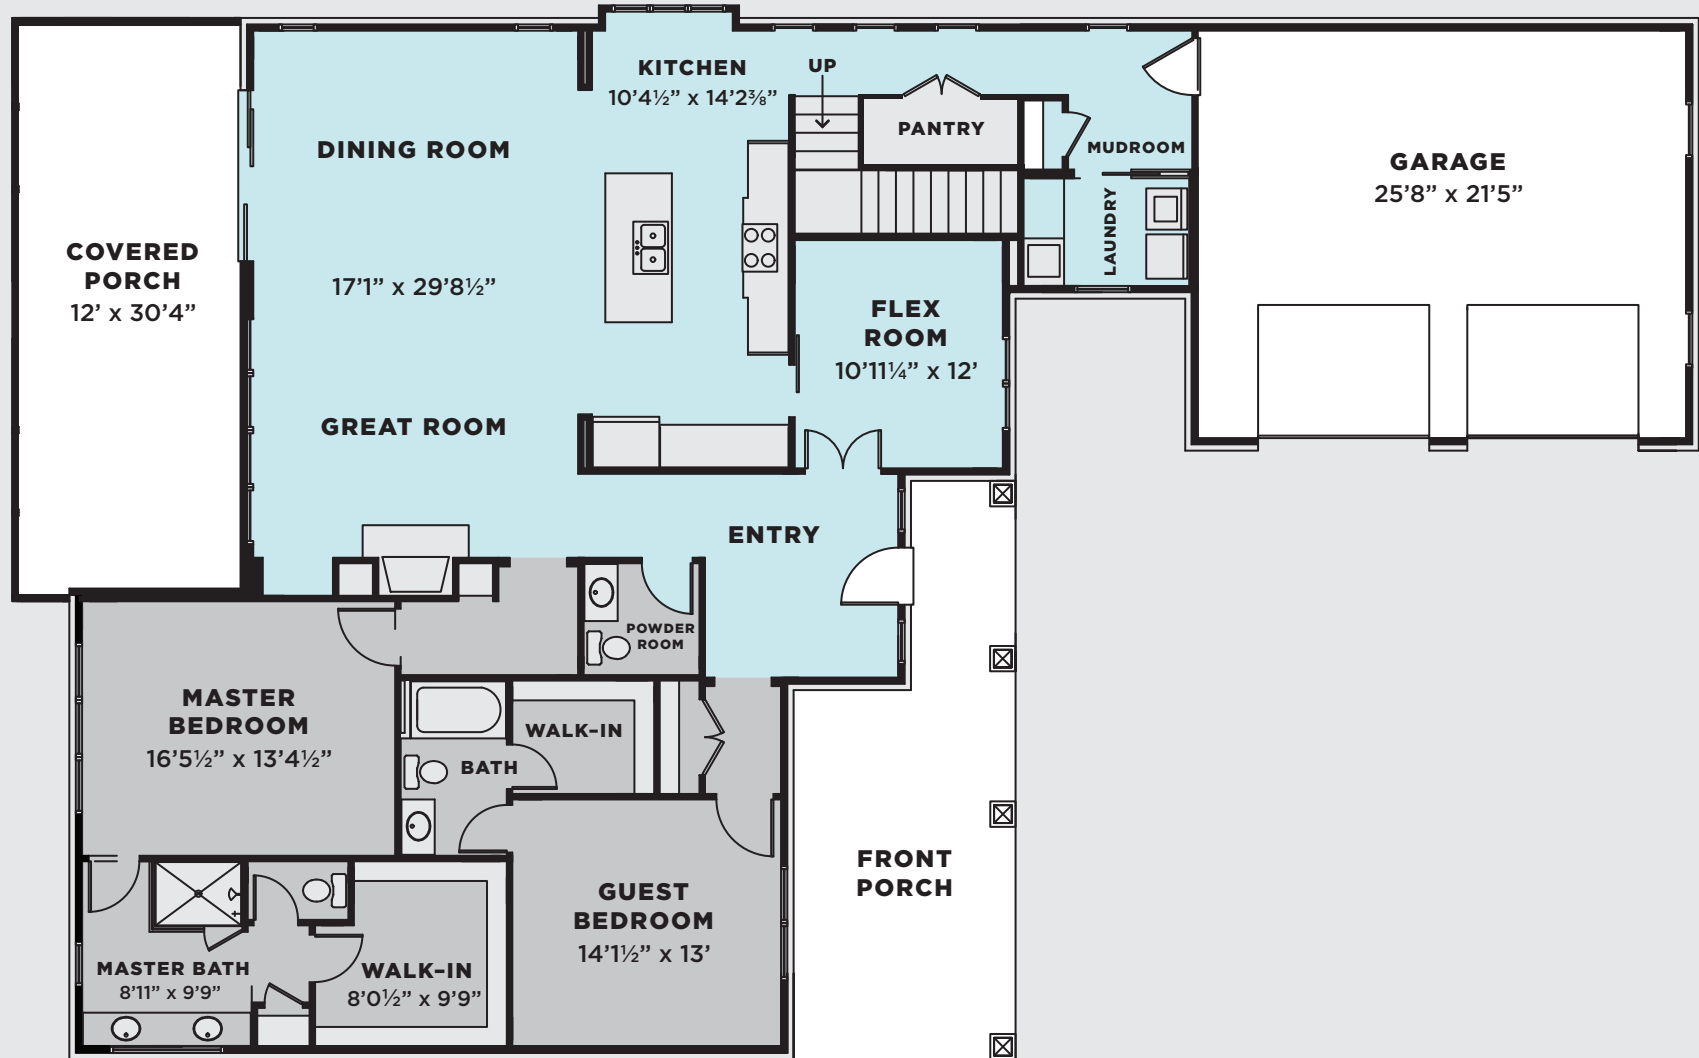 KITCHEN
10’4½” x 14’2⅜”
UP
PANTRY
MUDROOM
DINING ROOM
GARAGE
25’8” x 21’5”
LAUNDRY
COVERED
PORCH
12’ x 30’4”
17’1” x 29’8½”
FLEX
ROOM
10’11¼” x 12’
GREAT ROOM
ENTRY
POWDER
ROOM
MASTER
BEDROOM
16’5½” x 13’4½”
WALK-IN
BATH
FRONT
PORCH
GUEST
BEDROOM
14’1½” x 13’
MASTER BATH
8’11” x 9’9”
WALK-IN
8’0½” x 9’9”